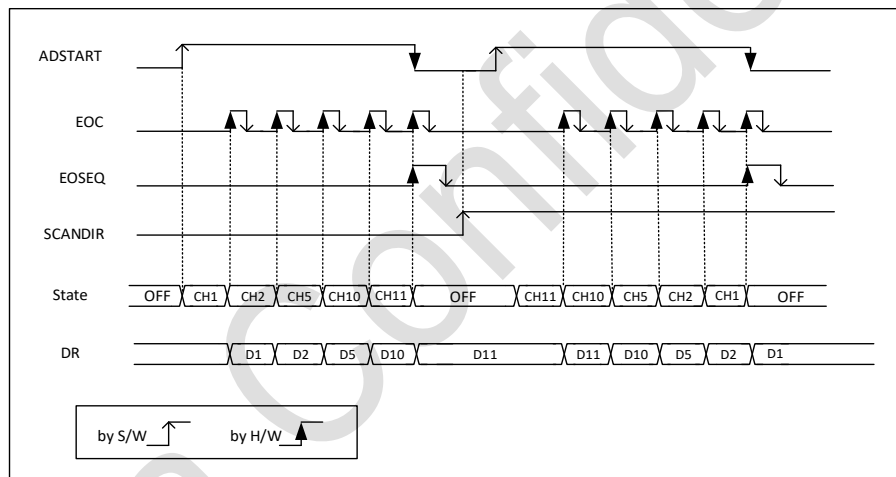 ADSTART
EOC
EOSEQ
SCANDIR
State OFF CH1 CH2 CH5 CH10 CH11 OFF CH11 CH10 CH5 CH2 CH1 OFF
DR D1 D2 D5 D10 D11 D11 D10 D5 D2 D1
by S/W by H/W